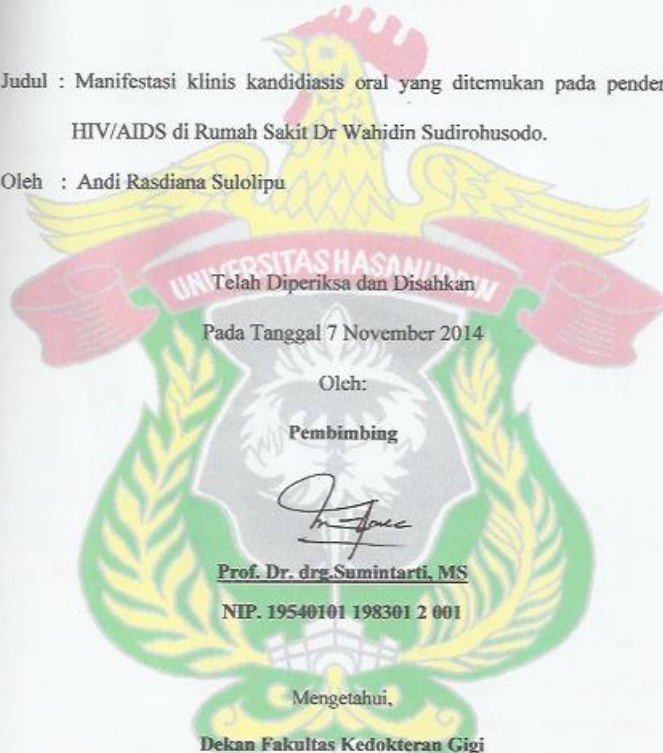 Judul : Manifestasi klinis kandidiasis oral yang ditemukan pada pender
HIV/AIDS di Rumah Sakit Dr Wahidin Sudirohusodo.
Oleh : Andi Rasdiana Sulolipu
UNIVERSITAS HASANUDDIN
Telah Diperiksa dan Disahkan
Pada Tanggal 7 November 2014
Oleh:
Pembimbing
Prof. Dr. drg.Sumintarti, MS
NIP. 19540101 198301 2 001
Mengetahui,
Dekan Fakultas Kedokteran Gigi